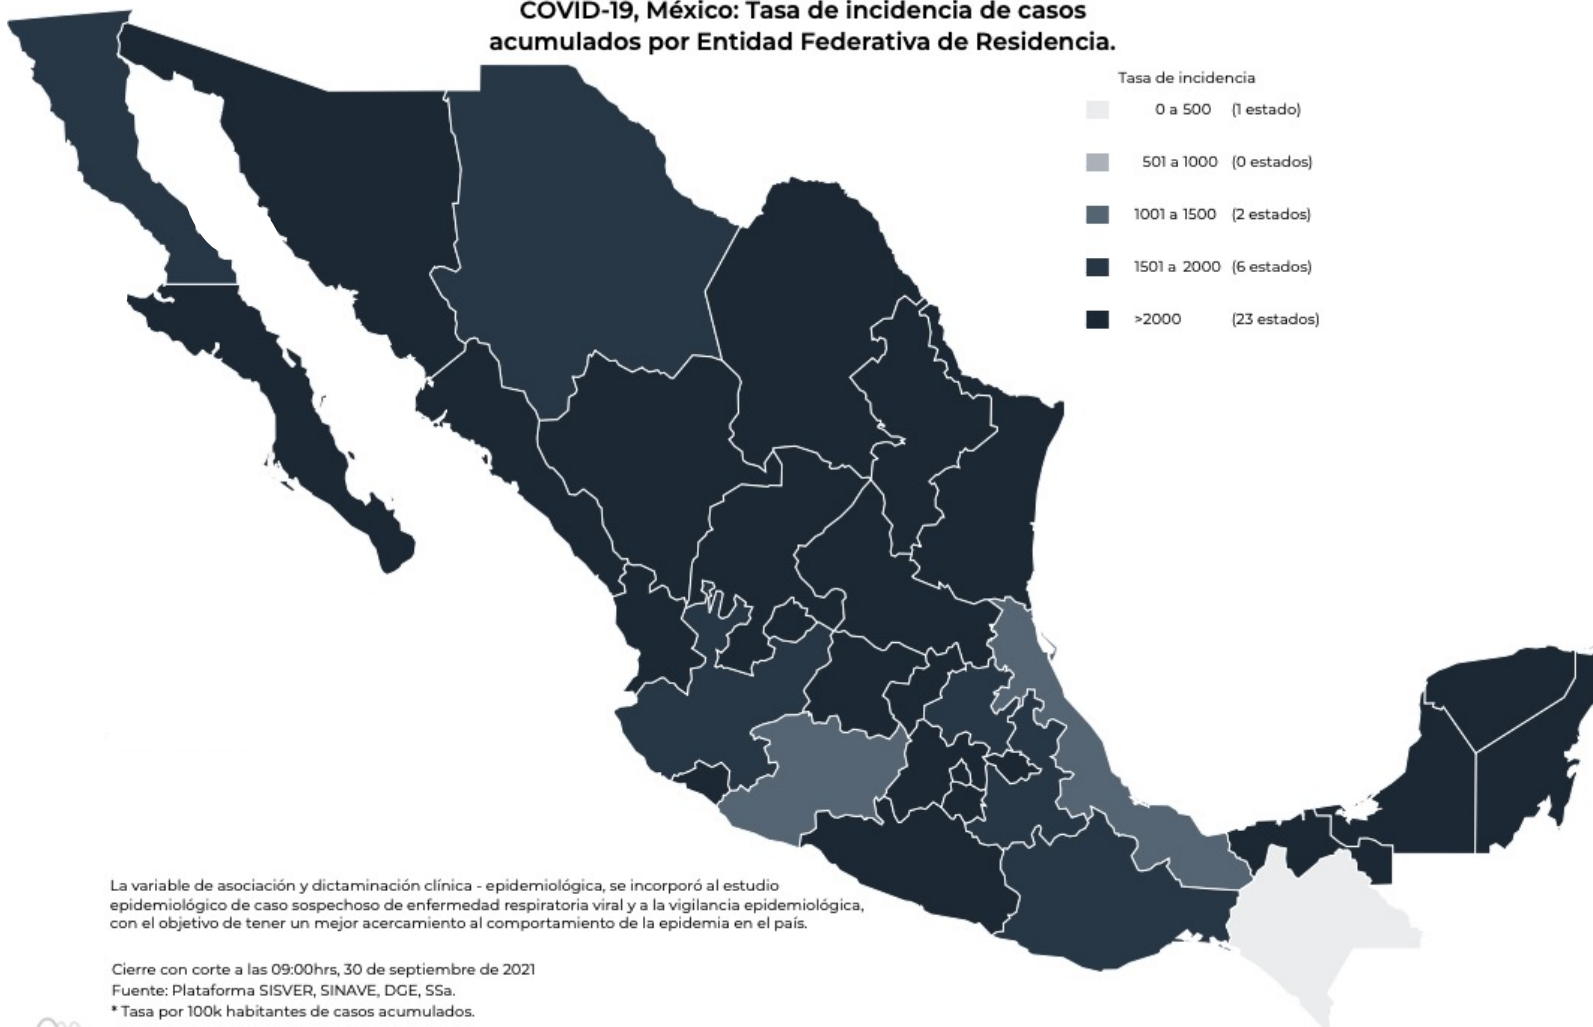 COVID-19, México: Tasa de incidencia de casos
acumulados por Entidad Federativa de Residencia.
Tasa de incidencia
0 a 500 (1 estado)
501 a 1000 (0 estados)
1001 a 1500 (2 estados)
1501 a 2000 (6 estados)
>2000 (23 estados)
La variable de asociación y dictaminación clínica - epidemiológica, se incorporó al estudio
epidemiológico de caso sospechoso de enfermedad respiratoria viral y a la vigilancia epidemiológica,
con el objetivo de tener un mejor acercamiento al comportamiento de la epidemia en el país.
Cierre con corte a las 09:00hrs, 30 de septiembre de 2021
Fuente: Plataforma SISVER, SINAVE, DGE, SSa.
* Tasa por 100k habitantes de casos acumulados.